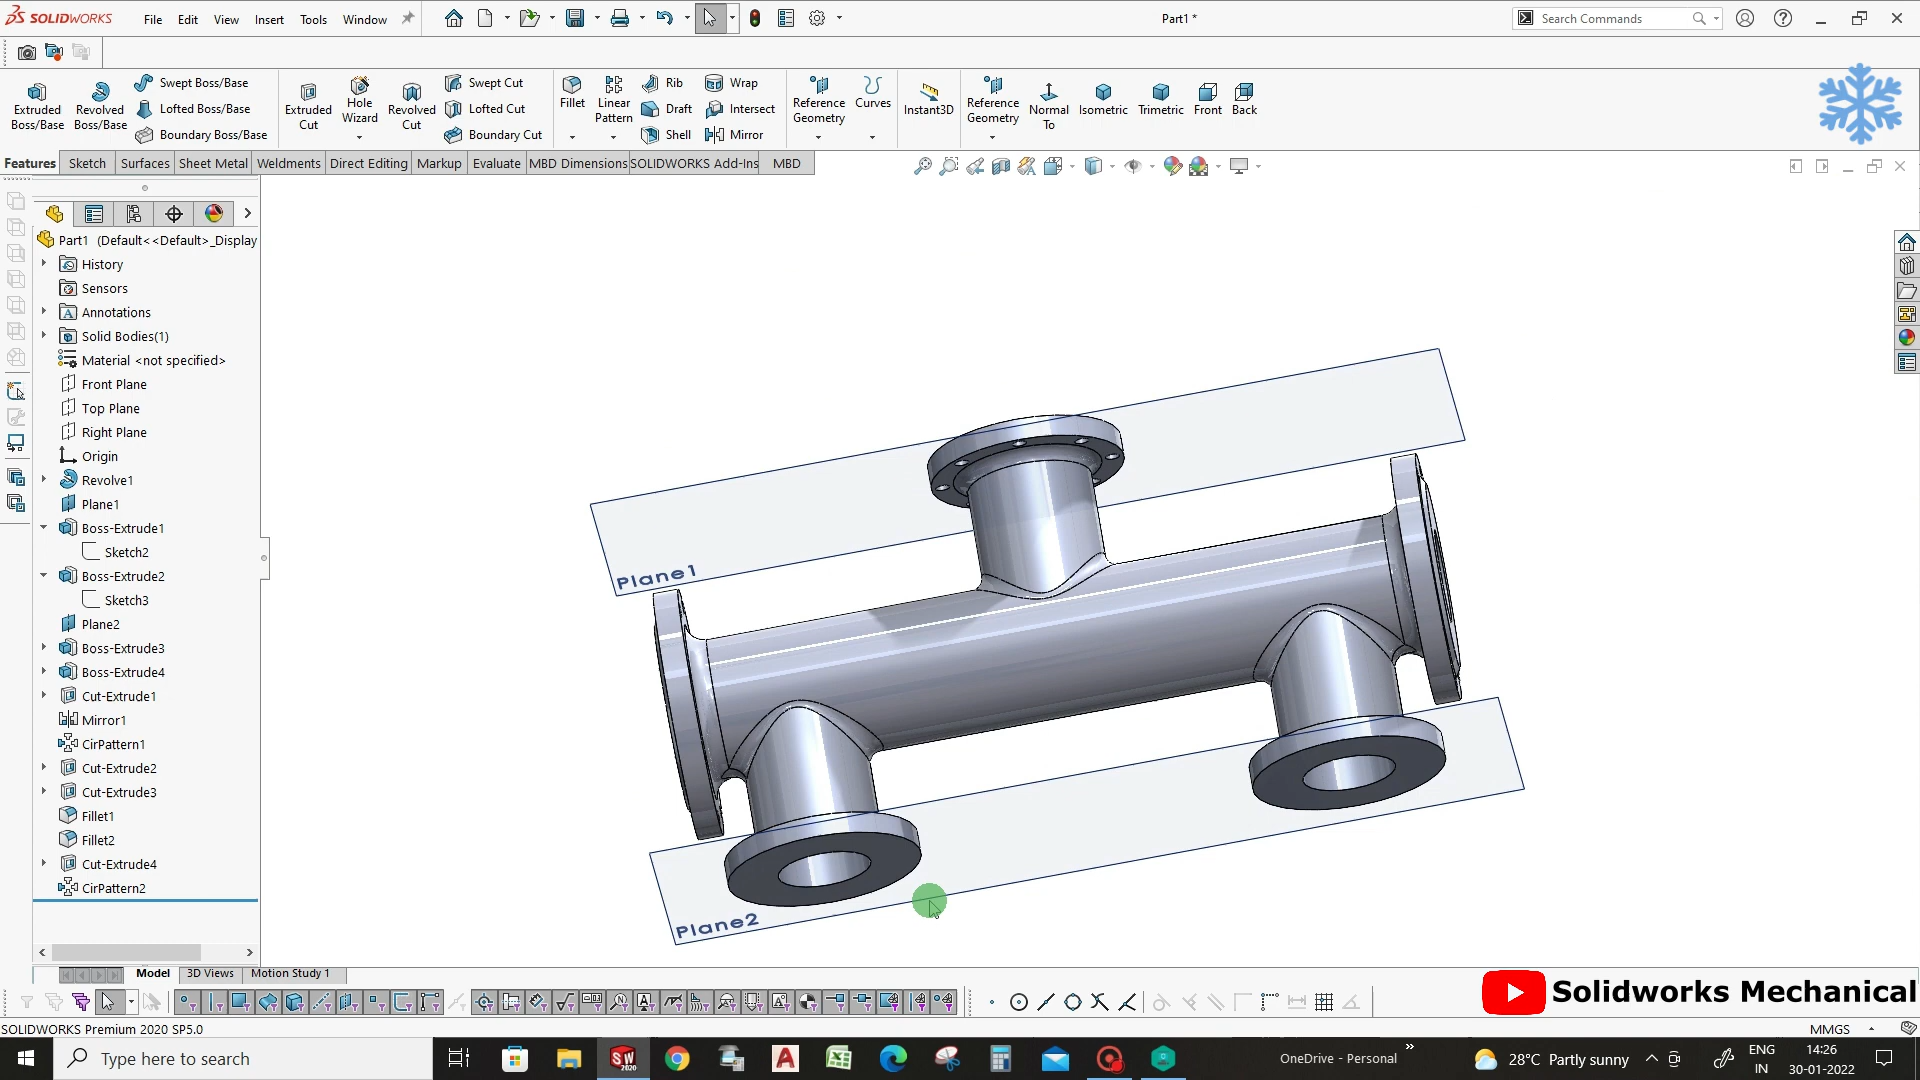 SOLIDWORKS
File Edit View Insert Tools Window
Part1 *
Search Commands
Extruded Boss/Base
Revolved Boss/Base
Swept Boss/Base
Lofted Boss/Base
Boundary Boss/Base
Extruded Cut
Hole Wizard
Revolved Cut
Swept Cut
Lofted Cut
Boundary Cut
Fillet
Linear Pattern
Rib
Draft
Shell
Wrap
Intersect
Mirror
Reference Geometry
Curves
Instant3D
Reference Geometry
Normal To
Isometric
Trimetric
Front
Back
Features Sketch Surfaces Sheet Metal Weldments Direct Editing Markup Evaluate MBD Dimensions SOLIDWORKS Add-Ins MBD
Part1 (Default<<Default>_Display
History
Sensors
Annotations
Solid Bodies(1)
Material <not specified>
Front Plane
Top Plane
Right Plane
Origin
Revolve1
Plane1
Boss-Extrude1
Sketch2
Boss-Extrude2
Sketch3
Plane2
Boss-Extrude3
Boss-Extrude4
Cut-Extrude1
Mirror1
CirPattern1
Cut-Extrude2
Cut-Extrude3
Fillet1
Fillet2
Cut-Extrude4
CirPattern2
Plane1
Plane2
Model 3D Views Motion Study 1
Solidworks Mechanical
SOLIDWORKS Premium 2020 SP5.0
MMGS
Type here to search
SW
2020
OneDrive - Personal
28°C Partly sunny
ENG
IN
14:26
30-01-2022